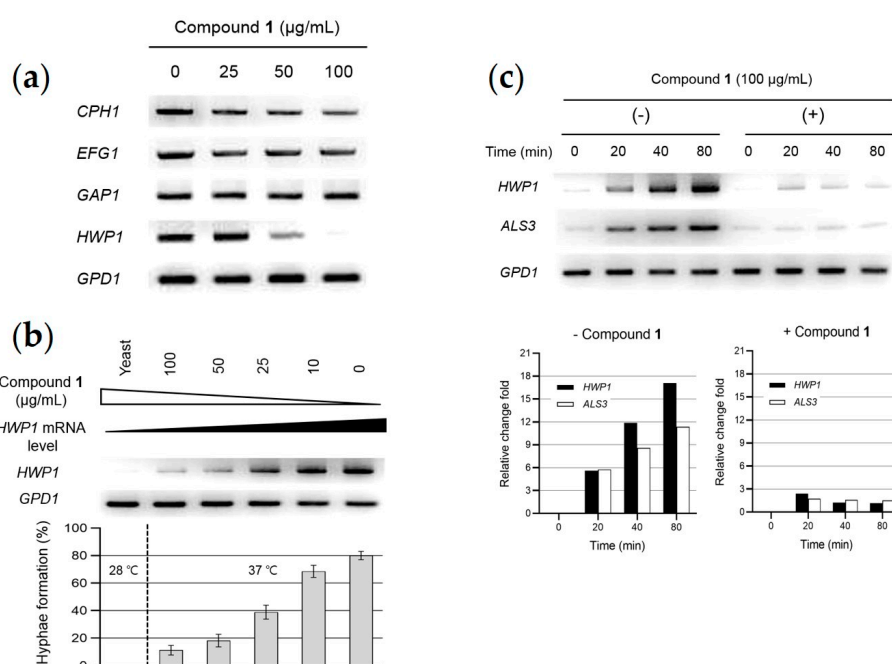 (a)
Compound 1 (μg/mL)
0 25 50 100
CPH1
EFG1
GAP1
HWP1
GPD1
(b)
Yeast 100 50 25 10 0
Compound 1
(μg/mL)
HWP1 mRNA
level
HWP1
GPD1
Hyphae formation (%)
100
80
60
40
20
0
28 ℃ 37 ℃
(c)
Compound 1 (100 μg/mL)
(-) (+)
Time (min) 0 20 40 80 0 20 40 80
HWP1
ALS3
GPD1
- Compound 1
Relative change fold
21
18
15
12
9
6
3
0
HWP1
ALS3
0 20 40 80
Time (min)
+ Compound 1
Relative change fold
21
18
15
12
9
6
3
0
HWP1
ALS3
0 20 40 80
Time (min)